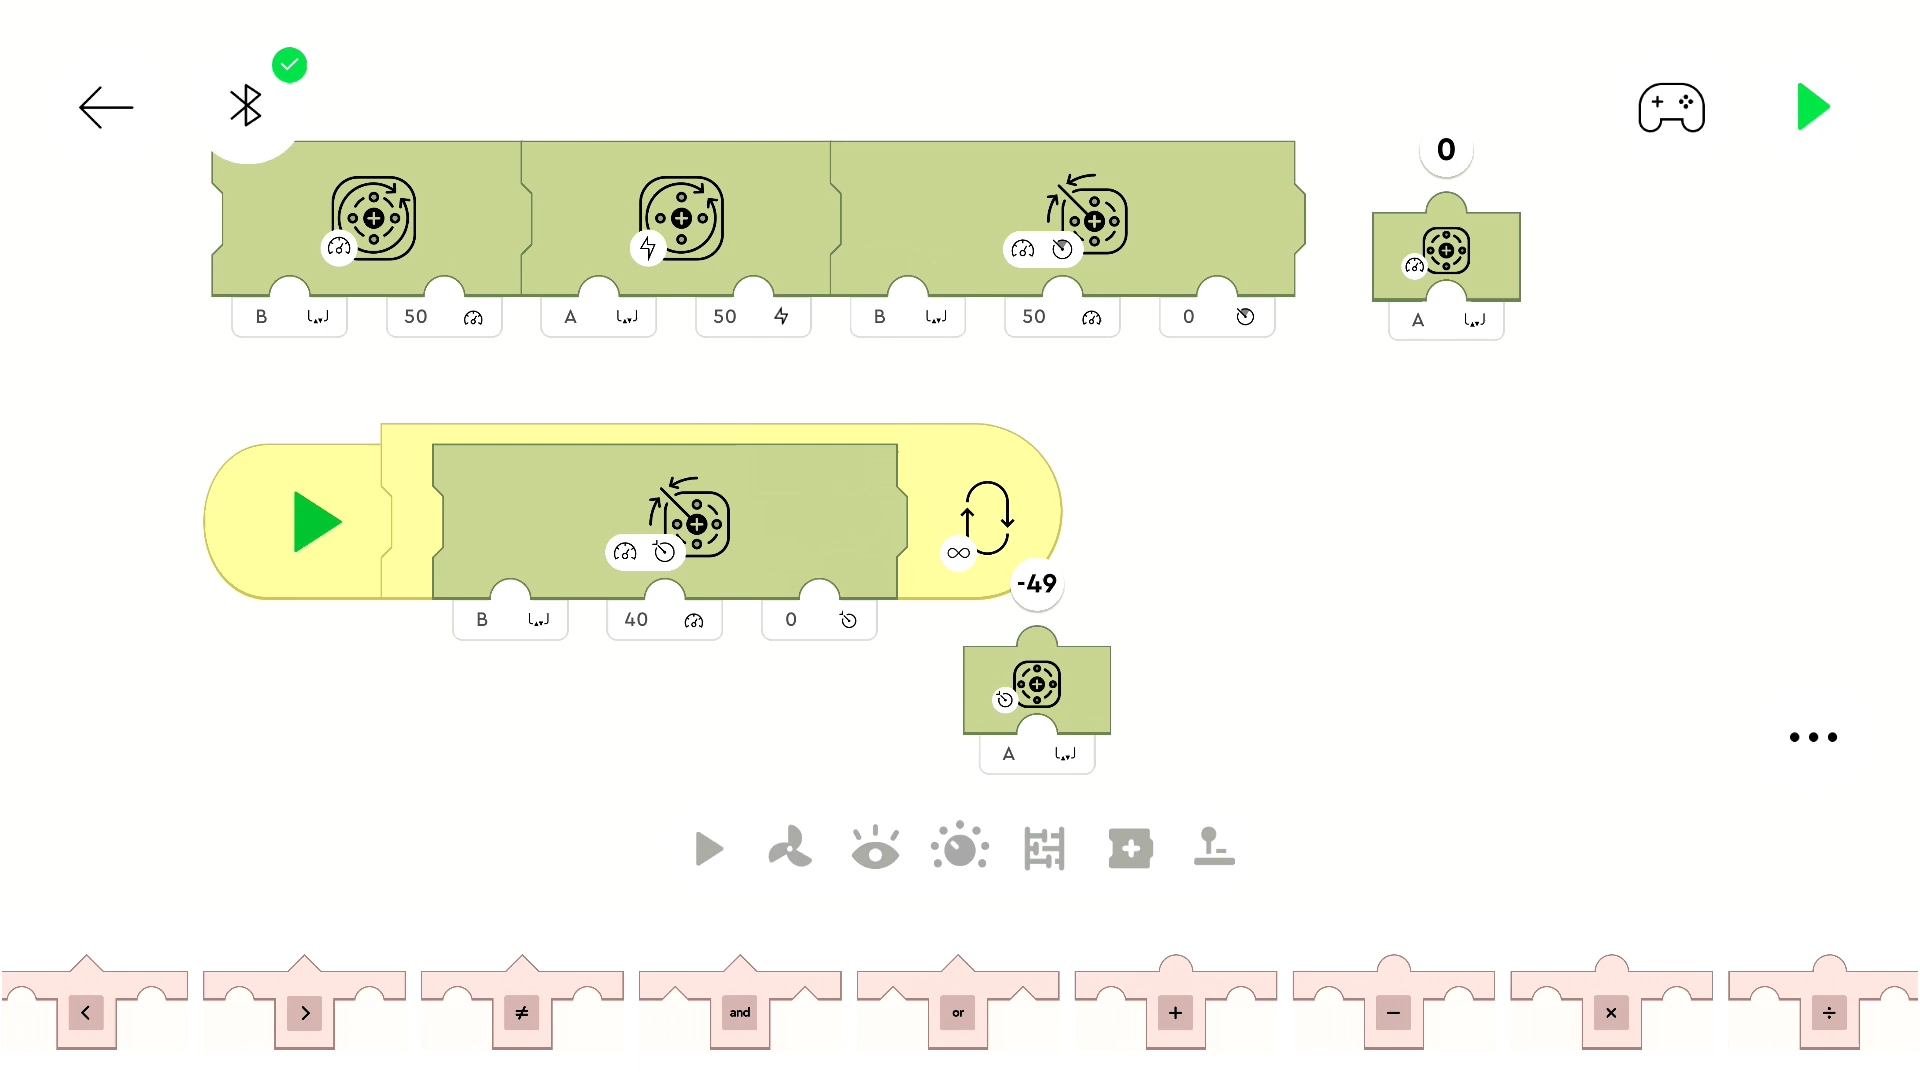 0
B 50 A 50 B 50 0 A
-49
B 40 0
A
< > ≠ and or + − × ÷